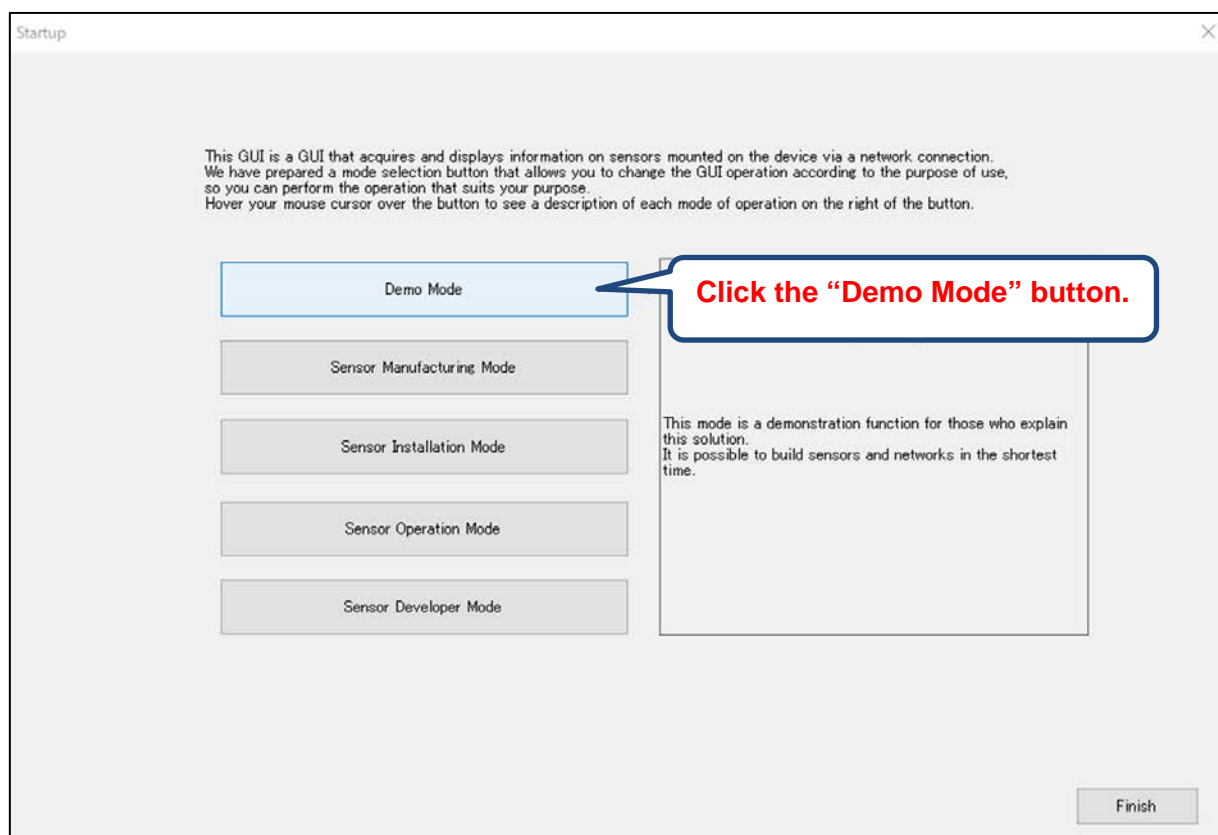 Startup
This GUI is a GUI that acquires and displays information on sensors mounted on the device via a network connection.
We have prepared a mode selection button that allows you to change the GUI operation according to the purpose of use,
so you can perform the operation that suits your purpose.
Hover your mouse cursor over the button to see a description of each mode of operation on the right of the button.
Demo Mode
Click the “Demo Mode” button.
Sensor Manufacturing Mode
Sensor Installation Mode
Sensor Operation Mode
Sensor Developer Mode
This mode is a demonstration function for those who explain
this solution.
It is possible to build sensors and networks in the shortest
time.
Finish